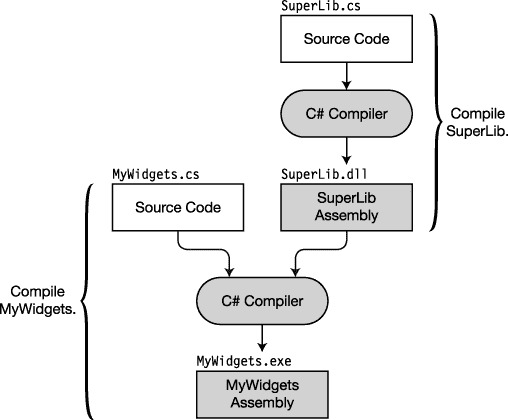 SuperLib.cs
Source Code
C# Compiler
Compile
SuperLib.
SuperLib.dll
SuperLib
Assembly
MyWidgets.cs
Source Code
C# Compiler
Compile
MyWidgets.
MyWidgets.exe
MyWidgets
Assembly